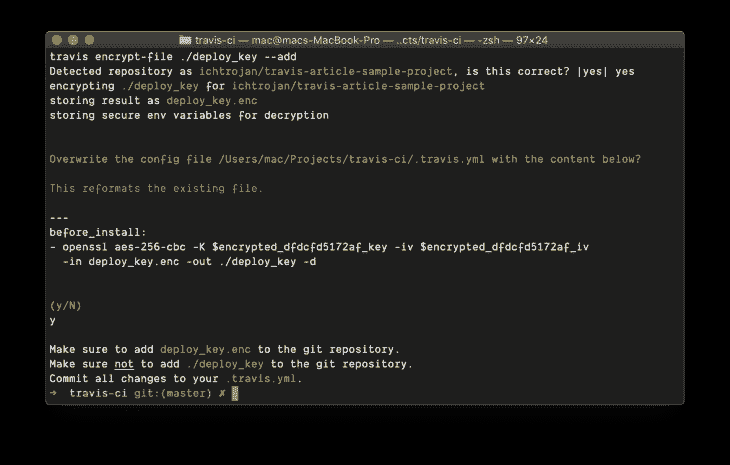 travis-ci — mac@macs-MacBook-Pro — ..cts/travis-ci — -zsh — 97×24
travis encrypt-file ./deploy_key --add
Detected repository as ichtrojan/travis-article-sample-project, is this correct? |yes| yes
encrypting ./deploy_key for ichtrojan/travis-article-sample-project
storing result as deploy_key.enc
storing secure env variables for decryption
Overwrite the config file /Users/mac/Projects/travis-ci/.travis.yml with the content below?
This reformats the existing file.
---
before_install:
- openssl aes-256-cbc -K $encrypted_dfdcfd5172af_key -iv $encrypted_dfdcfd5172af_iv
-in deploy_key.enc -out ./deploy_key -d
(y/N)
y
Make sure to add deploy_key.enc to the git repository.
Make sure not to add ./deploy_key to the git repository.
Commit all changes to your .travis.yml.
➜ travis-ci git:(master) ✗